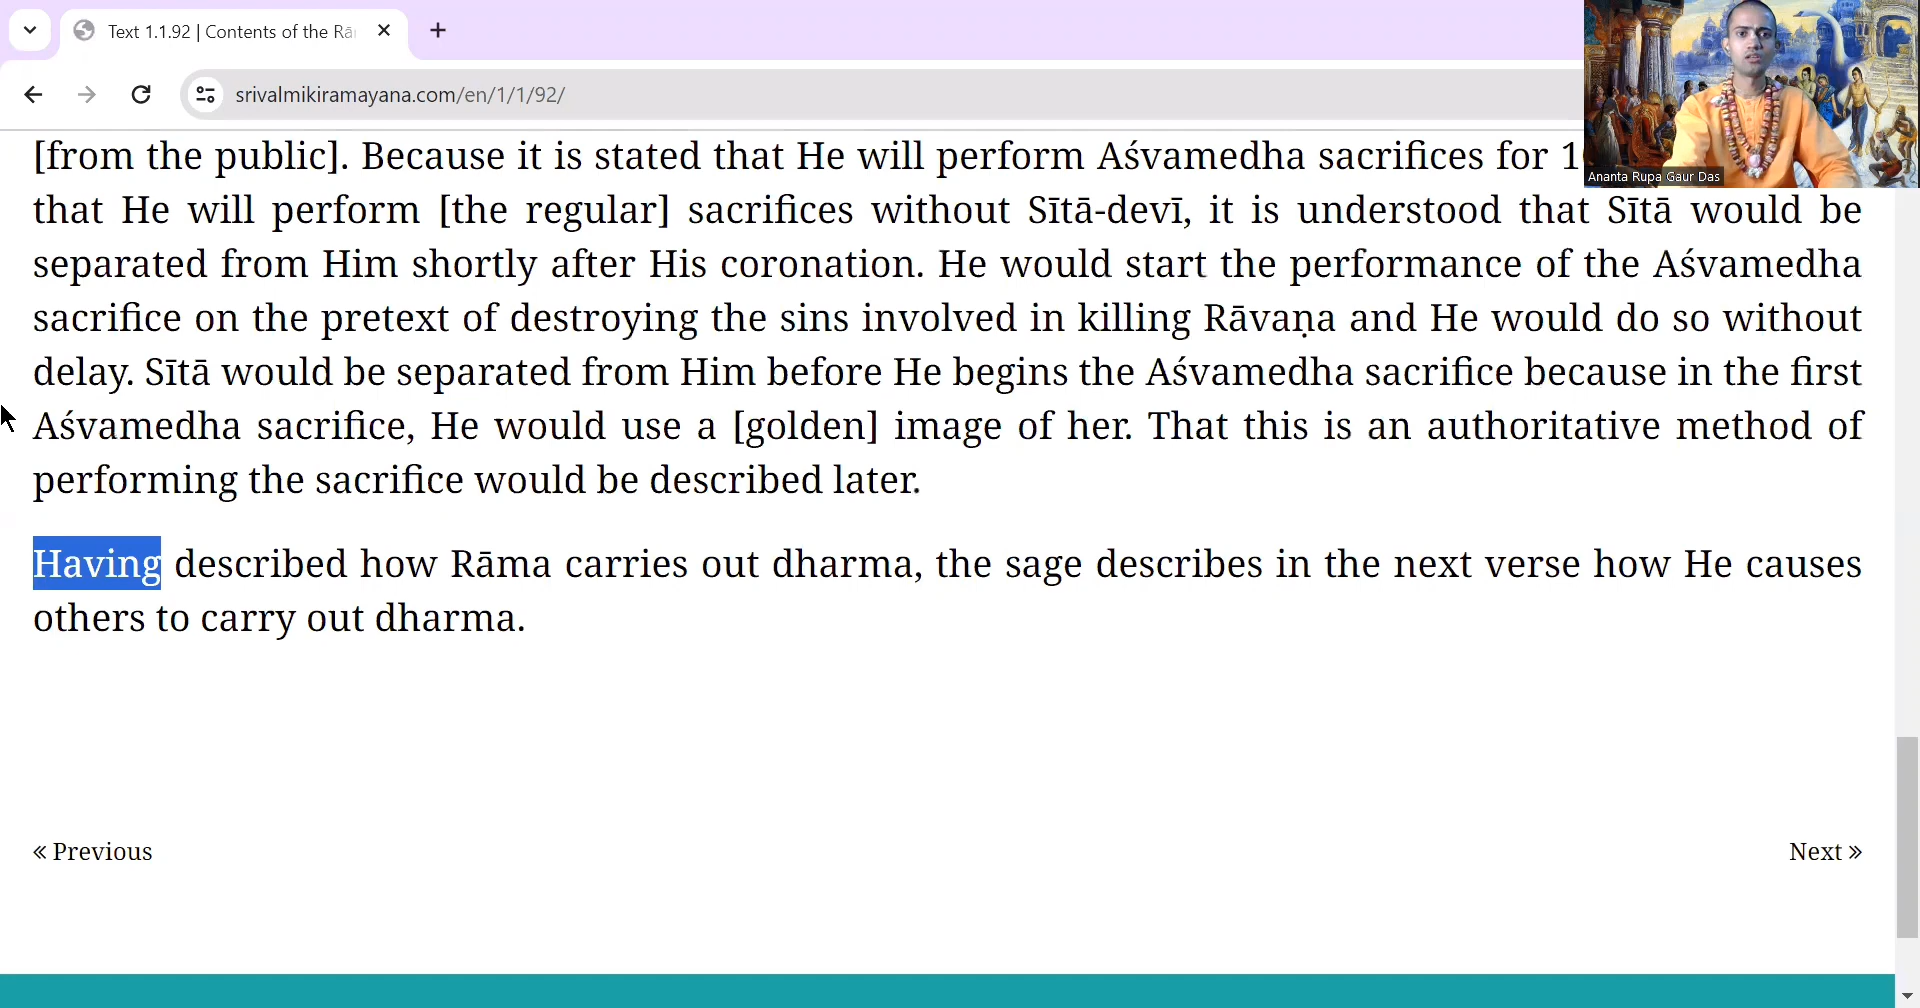 Text 1.1.92 | Contents of the Rā
srivalmikiramayana.com/en/1/1/92/
Ananta Rupa Gaur Das
[from the public]. Because it is stated that He will perform Aśvamedha sacrifices for
that He will perform [the regular] sacrifices without Sītā-devī, it is understood that Sītā would be
separated from Him shortly after His coronation. He would start the performance of the Aśvamedha
sacrifice on the pretext of destroying the sins involved in killing Rāvaṇa and He would do so without
delay. Sītā would be separated from Him before He begins the Aśvamedha sacrifice because in the first
Aśvamedha sacrifice, He would use a [golden] image of her. That this is an authoritative method of
performing the sacrifice would be described later.
Having described how Rāma carries out dharma, the sage describes in the next verse how He causes
others to carry out dharma.
« Previous
Next »